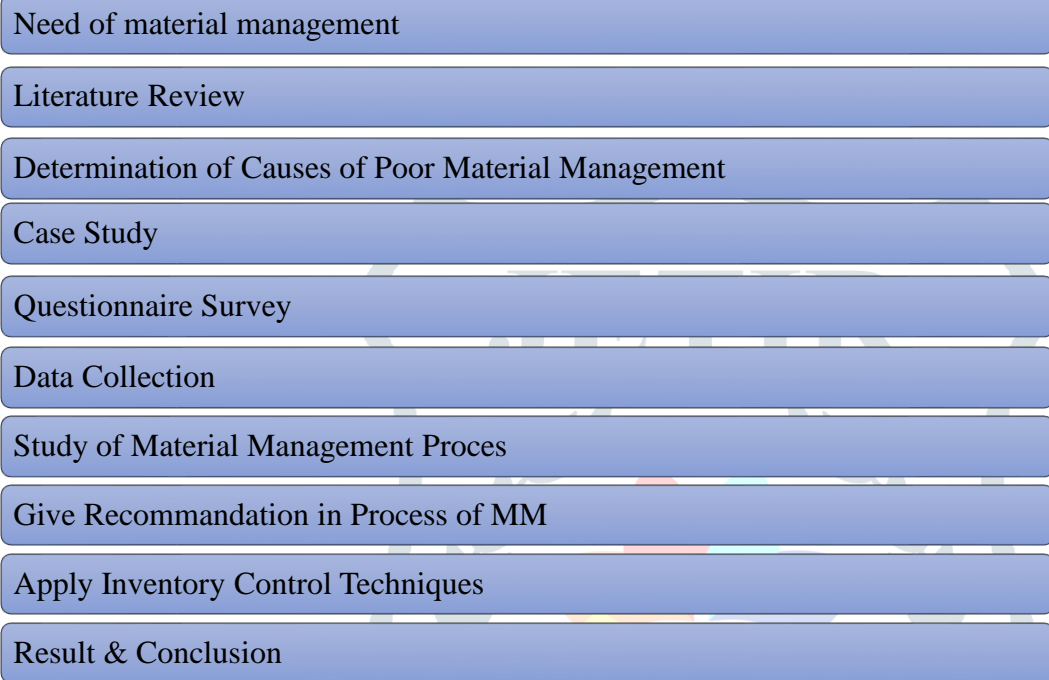 Need of material management
Literature Review
Determination of Causes of Poor Material Management
Case Study
Questionnaire Survey
Data Collection
Study of Material Management Proces
Give Recommandation in Process of MM
Apply Inventory Control Techniques
Result & Conclusion